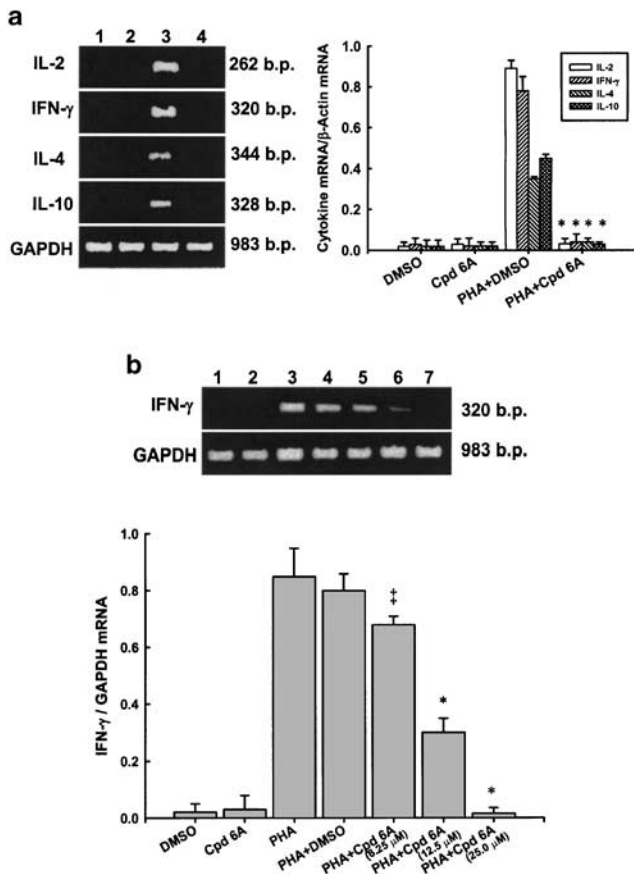 a
1 2 3 4
IL-2 262 b.p.
IFN-γ 320 b.p.
IL-4 344 b.p.
IL-10 328 b.p.
GAPDH 983 b.p.
Cytokine mRNA/β-Actin mRNA
1.0
0.8
0.6
0.4
0.2
0.0
IL-2
IFN-γ
IL-4
IL-10
* * * *
DMSO
Cpd 6A
PHA+DMSO
PHA+Cpd 6A
b
1 2 3 4 5 6 7
IFN-γ 320 b.p.
GAPDH 983 b.p.
IFN-γ / GAPDH mRNA
1.0
0.8
0.6
0.4
0.2
0.0
‡
*
*
DMSO
Cpd 6A
PHA
PHA+DMSO
PHA+Cpd 6A
(6.25 μM)
PHA+Cpd 6A
(12.5 μM)
PHA+Cpd 6A
(25.0 μM)